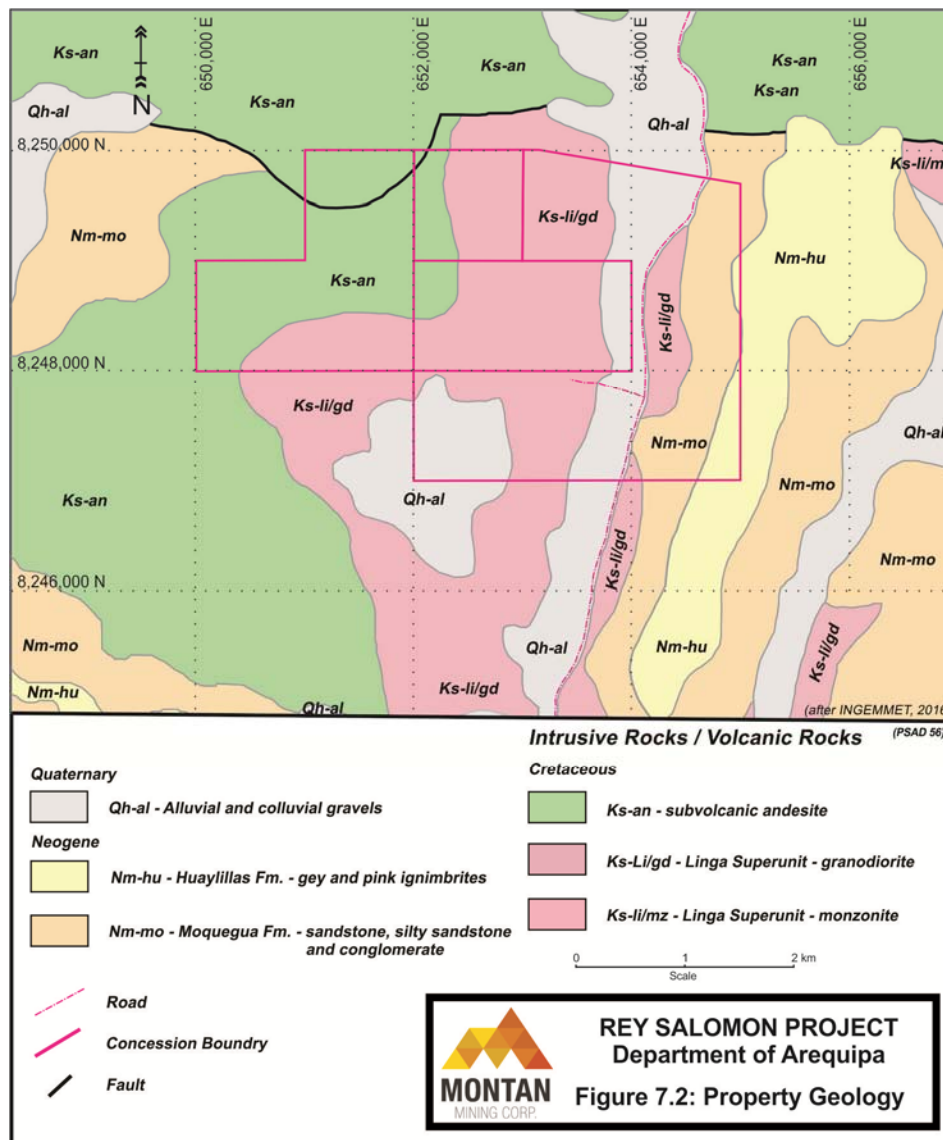 650,000 E
652,000 E
654,000 E
656,000 E
Ks-an
Ks-an
Ks-an
Ks-an
Ks-an
N
Qh-al
Qh-al
8,250,000 N
Ks-li/m
Nm-mo
Ks-li/gd
Nm-hu
Ks-an
Ks-li/gd
8,248,000 N
Ks-li/gd
Nm-mo
Qh-al
Qh-al
Nm-mo
Ks-an
Nm-mo
Ks-li/gd
8,246,000 N
Nm-mo
Qh-al
Nm-hu
Ks-li/gd
Nm-hu
Ks-li/gd
Qh-al
(after INGEMMET, 2016
(PSAD 56)
Intrusive Rocks / Volcanic Rocks
Quaternary
Qh-al - Alluvial and colluvial gravels
Neogene
Nm-hu - Huaylillas Fm. - gey and pink ignimbrites
Nm-mo - Moquegua Fm. - sandstone, silty sandstone
and conglomerate
Cretaceous
Ks-an - subvolcanic andesite
Ks-Li/gd - Linga Superunit - granodiorite
Ks-li/mz - Linga Superunit - monzonite
0 1 2 km
Scale
Road
Concession Boundry
Fault
MONTAN
MINING CORP.
REY SALOMON PROJECT
Department of Arequipa
Figure 7.2: Property Geology